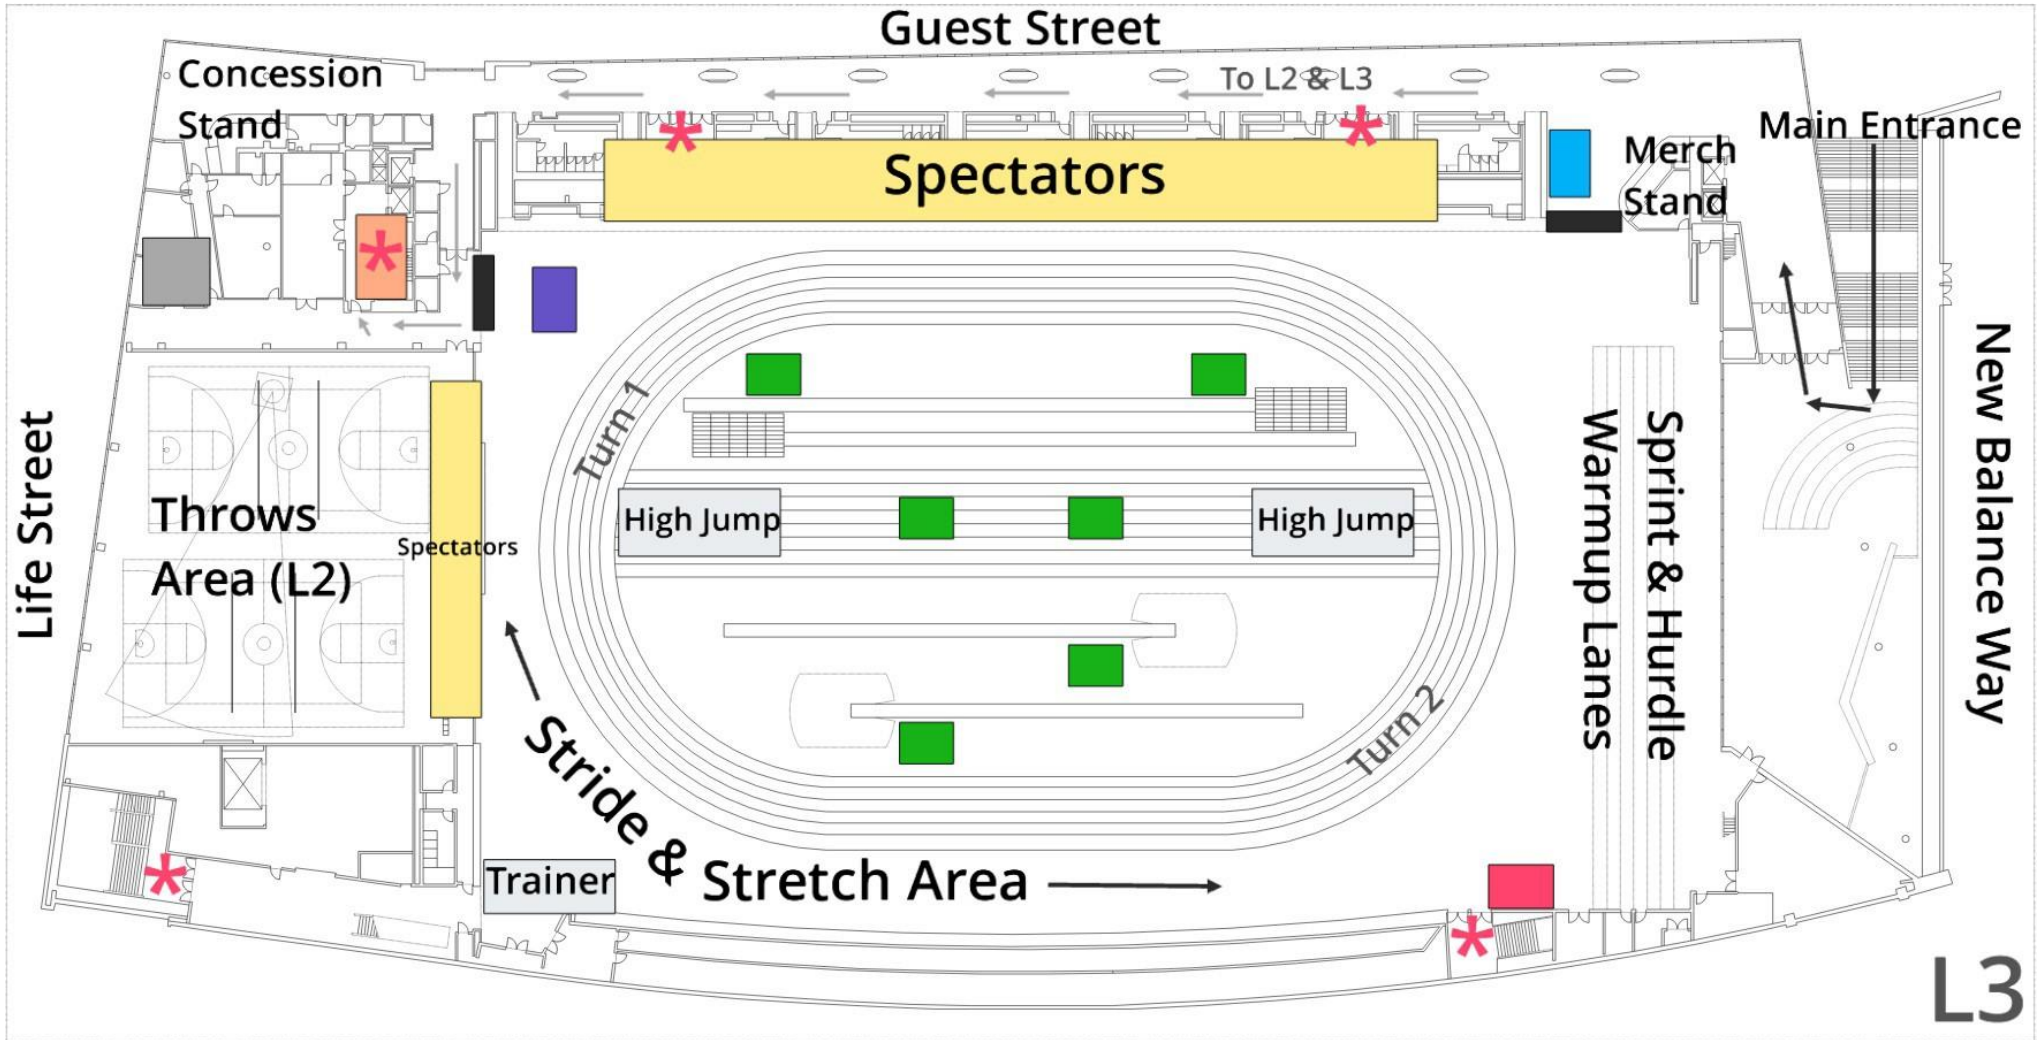 Guest Street
Concession
Stand
To L2 & L3
Main Entrance
Merch
Stand
*
*
Spectators
*
Turn 1
High Jump
High Jump
Sprint & Hurdle
Warmup Lanes
New Balance Way
Life Street
Throws
Area (L2)
Spectators
Turn 2
Stride & Stretch Area
Trainer
*
*
L3